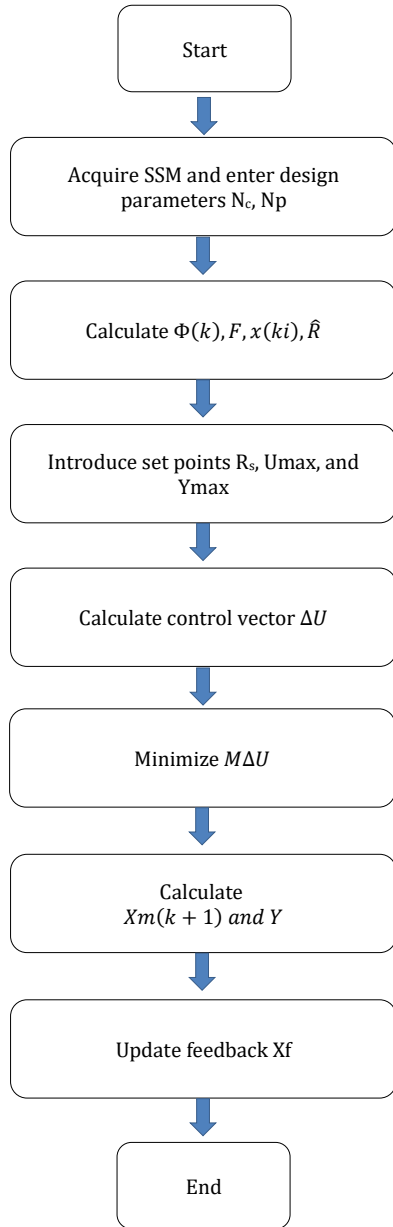 Start
Acquire SSM and enter design
parameters N꜀, Np
Calculate Φ(k), F, x(ki), R̂
Introduce set points Rₛ, Umax, and
Ymax
Calculate control vector ΔU
Minimize MΔU
Calculate
Xm(k + 1) and Y
Update feedback Xf
End